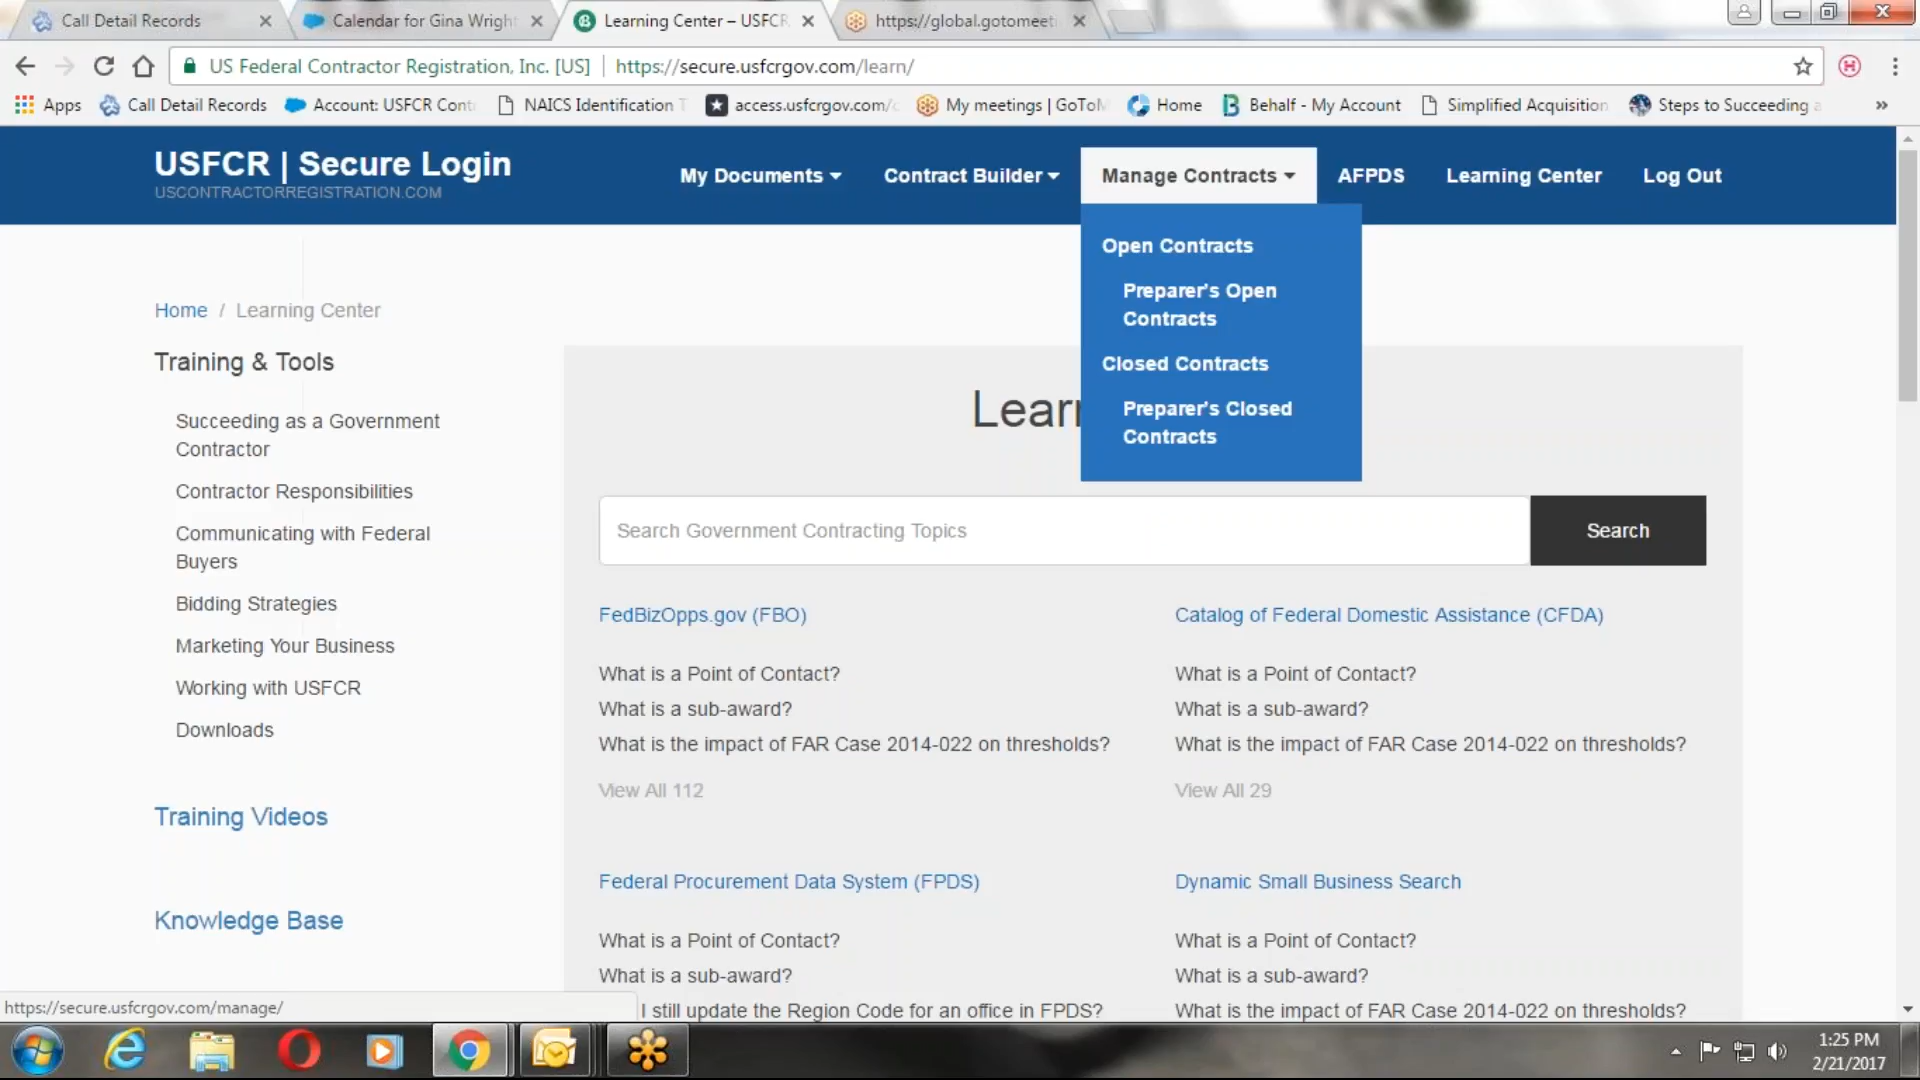 Call Detail Records
Calendar for Gina Wright
Learning Center – USFCR
https://global.gotomeeti
US Federal Contractor Registration, Inc. [US]
https://secure.usfcrgov.com/learn/
Apps
Call Detail Records
Account: USFCR Cont
NAICS Identification T
access.usfcrgov.com/c
My meetings | GoToM
Home
Behalf - My Account
Simplified Acquisition
Steps to Succeeding a
»
USFCR | Secure Login
USCONTRACTORREGISTRATION.COM
My Documents
Contract Builder
Manage Contracts
AFPDS
Learning Center
Log Out
Open Contracts
Preparer's Open
Contracts
Closed Contracts
Preparer's Closed
Contracts
Home / Learning Center
Training & Tools
Succeeding as a Government
Contractor
Contractor Responsibilities
Communicating with Federal
Buyers
Bidding Strategies
Marketing Your Business
Working with USFCR
Downloads
Training Videos
Knowledge Base
Lear
Search Government Contracting Topics
Search
FedBizOpps.gov (FBO)
What is a Point of Contact?
What is a sub-award?
What is the impact of FAR Case 2014-022 on thresholds?
View All 112
Catalog of Federal Domestic Assistance (CFDA)
What is a Point of Contact?
What is a sub-award?
What is the impact of FAR Case 2014-022 on thresholds?
View All 29
Federal Procurement Data System (FPDS)
What is a Point of Contact?
What is a sub-award?
I still update the Region Code for an office in FPDS?
Dynamic Small Business Search
What is a Point of Contact?
What is a sub-award?
What is the impact of FAR Case 2014-022 on thresholds?
https://secure.usfcrgov.com/manage/
1:25 PM
2/21/2017